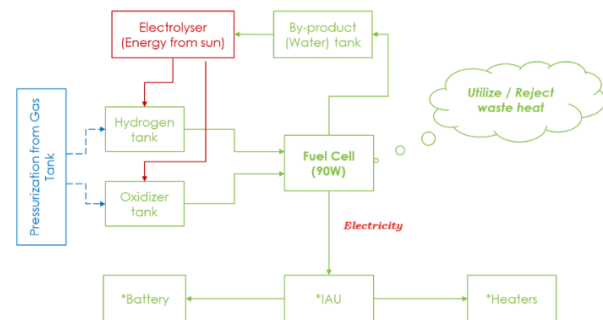 Electrolyser
(Energy from sun)
By-product
(Water) tank
Utilize / Reject
waste heat
Pressurization from Gas
Tank
Hydrogen
tank
Fuel Cell
(90W)
Oxidizer
tank
Electricity
*Battery
*IAU
*Heaters